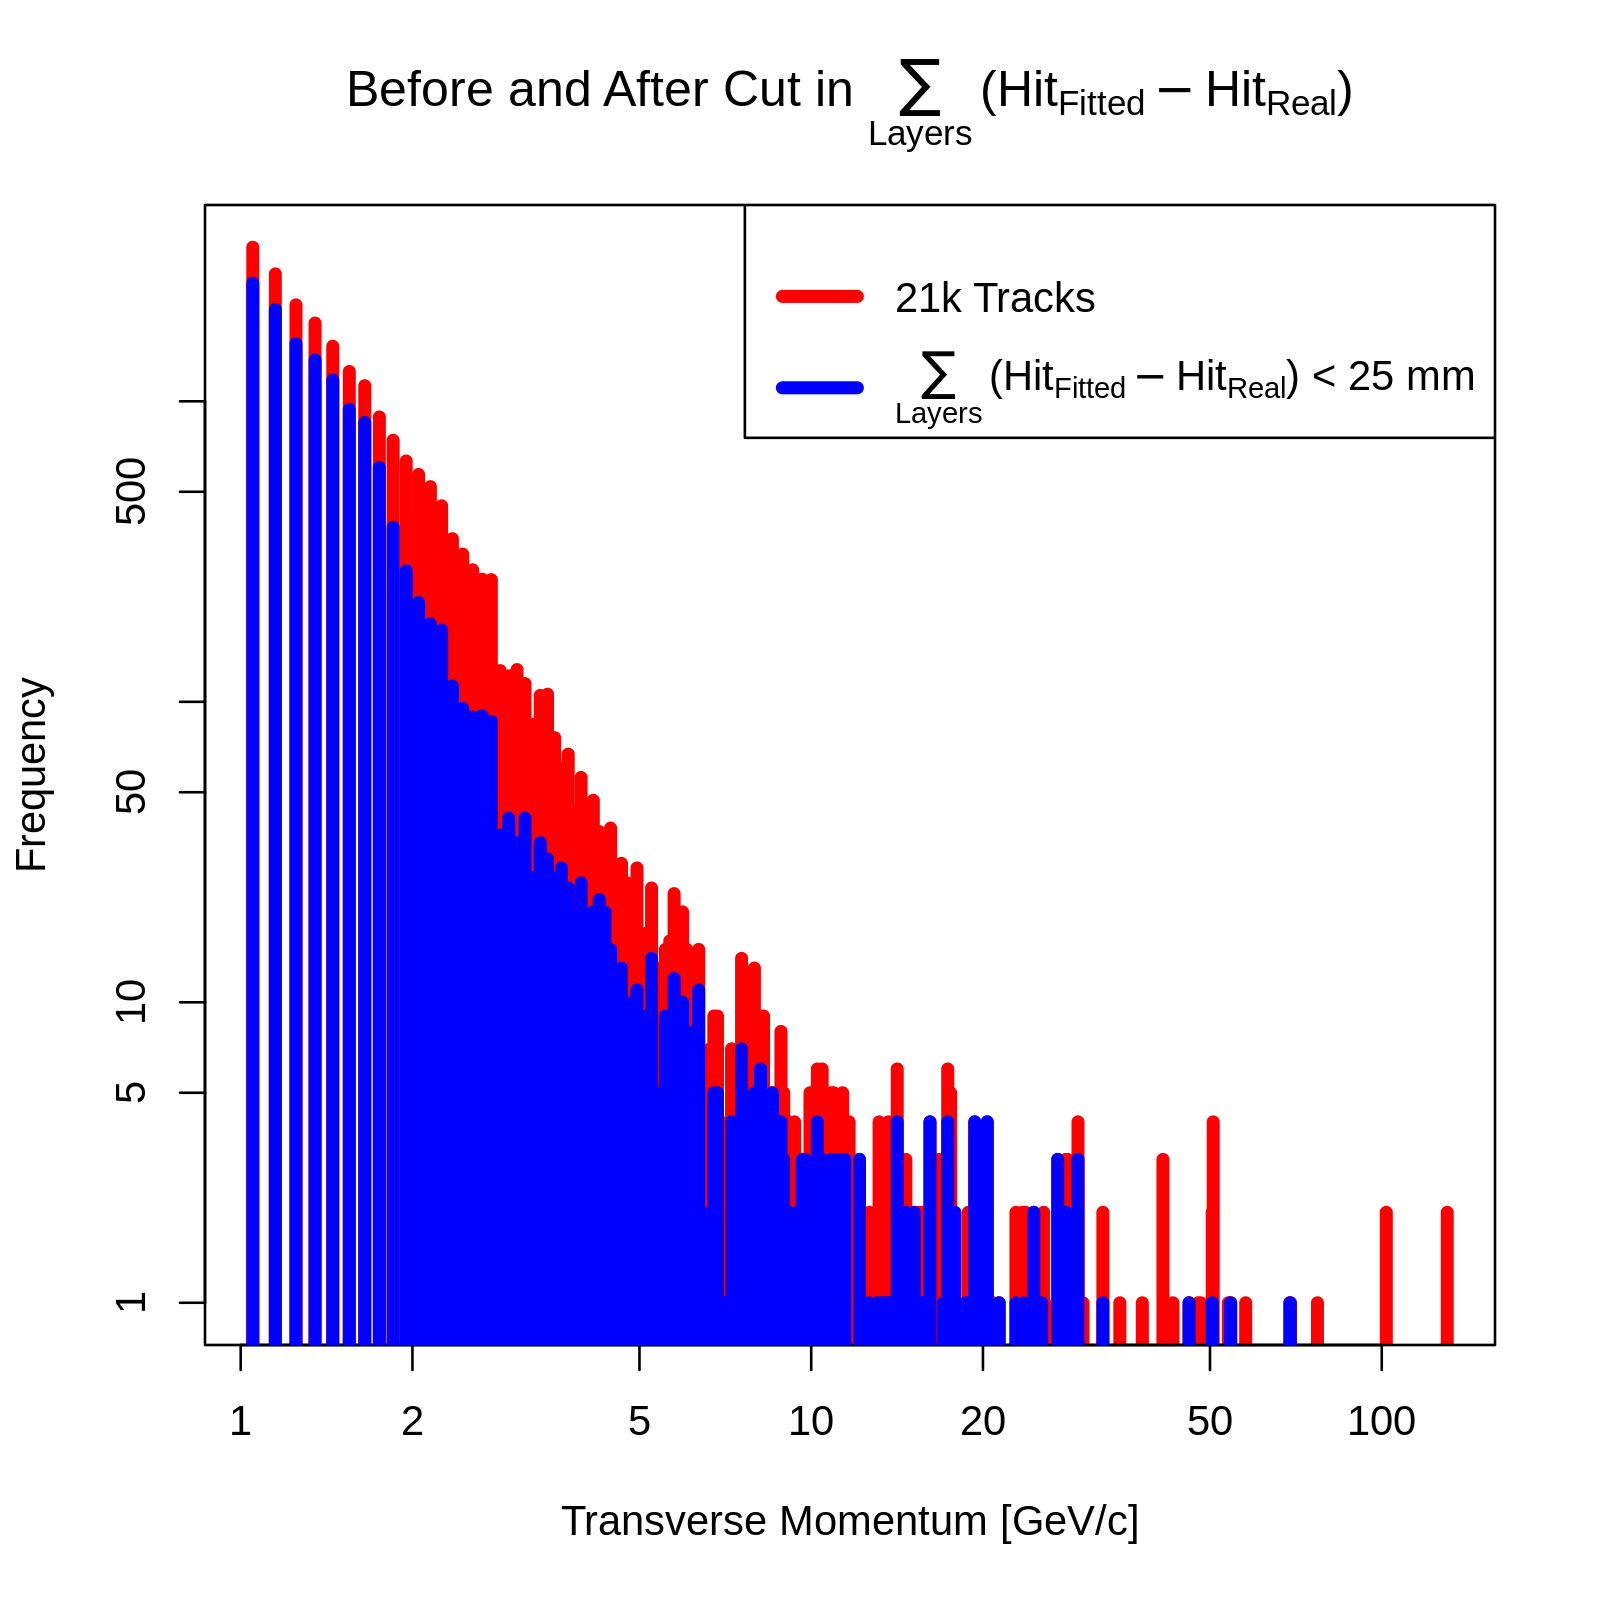 Before and After Cut in ∑ (Hit_Fitted − Hit_Real)
Layers
21k Tracks
∑ (Hit_Fitted − Hit_Real) < 25 mm
Layers
Frequency
500
50
10
5
1
1 2 5 10 20 50 100
Transverse Momentum [GeV/c]